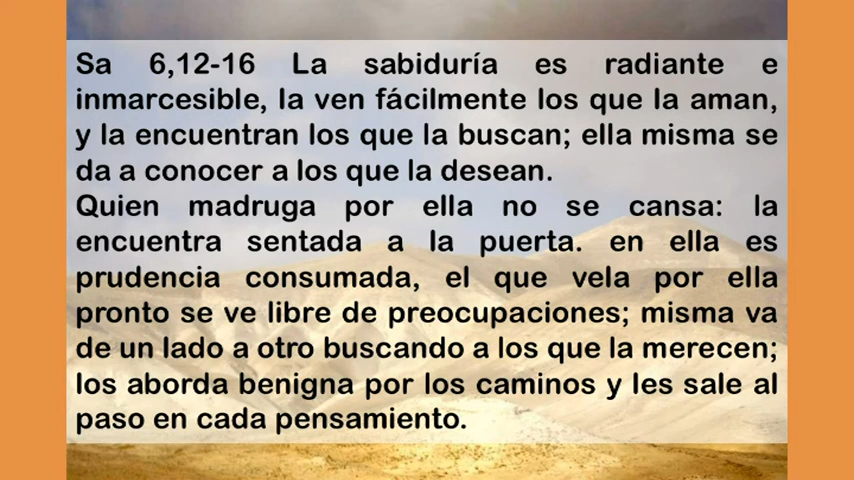 Sa 6,12-16 La sabiduría es radiante e
inmarcesible, la ven fácilmente los que la aman,
y la encuentran los que la buscan; ella misma se
da a conocer a los que la desean.
Quien madruga por ella no se cansa: la
encuentra sentada a la puerta. en ella es
prudencia consumada, el que vela por ella
pronto se ve libre de preocupaciones; misma va
de un lado a otro buscando a los que la merecen;
los aborda benigna por los caminos y les sale al
paso en cada pensamiento.